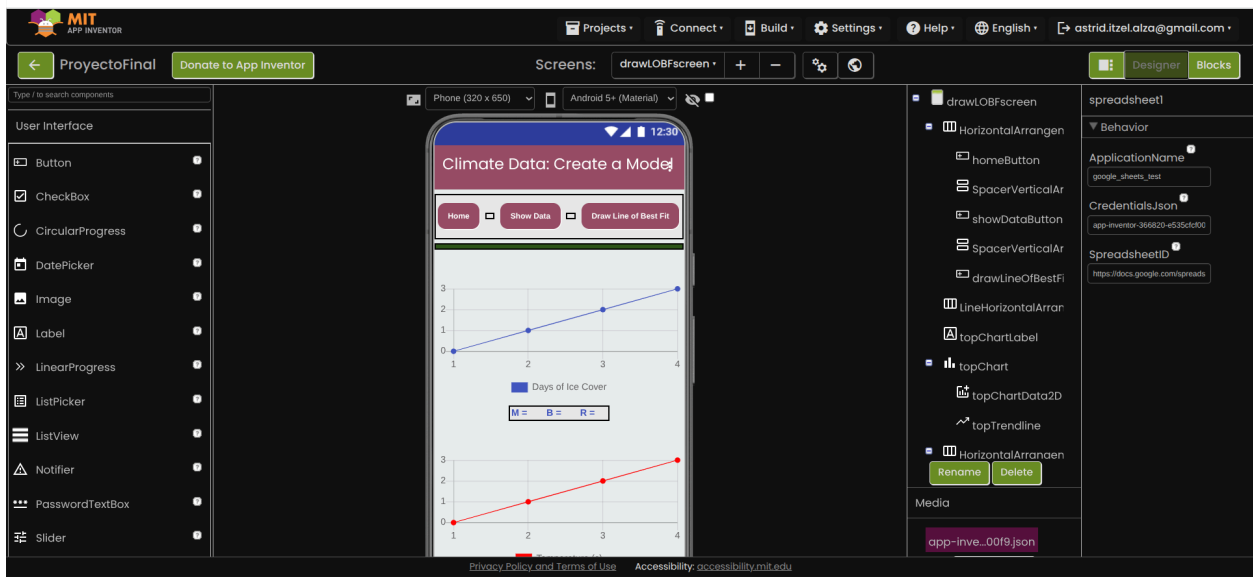 MIT
APP INVENTOR
Projects
Connect
Build
Settings
Help
English
astrid.itzel.alza@gmail.com
ProyectoFinal
Donate to App Inventor
Screens:
drawLOBFscreen
+
−
Designer
Blocks
Type / to search components
User Interface
Button
CheckBox
CircularProgress
DatePicker
Image
Label
LinearProgress
ListPicker
ListView
Notifier
PasswordTextBox
Slider
Phone (320 x 650)
Android 5+ (Material)
12:30
Climate Data: Create a Model
Home
Show Data
Draw Line of Best Fit
3
2
1
0
1 2 3 4
Days of Ice Cover
M = B = R =
3
2
1
0
1 2 3 4
drawLOBFscreen
HorizontalArrangen
homeButton
SpacerVerticalAr
showDataButton
SpacerVerticalAr
drawLineOfBestFi
LineHorizontalArrar
topChartLabel
topChart
topChartData2D
topTrendline
HorizontalArrangen
Rename
Delete
Media
app-inve...00f9.json
spreadsheet1
Behavior
ApplicationName
google_sheets_test
CredentialsJson
app-inventor-366820-e535cfcf00
SpreadsheetID
https://docs.google.com/spreads
Privacy Policy and Terms of Use
Accessibility: accessibility.mit.edu